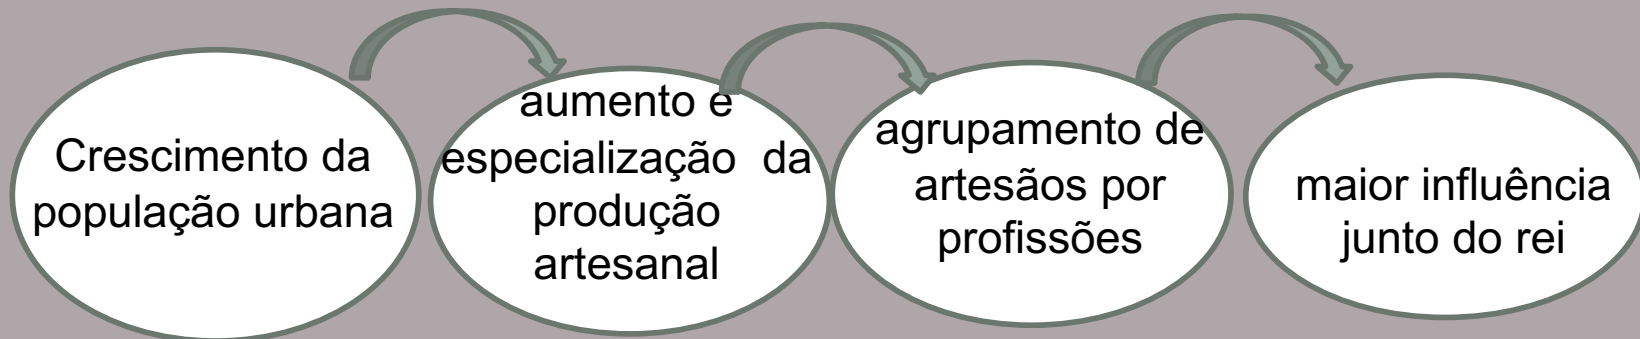 Crescimento da
população urbana
aumento e
especialização da
produção
artesanal
agrupamento de
artesãos por
profissões
maior influência
junto do rei